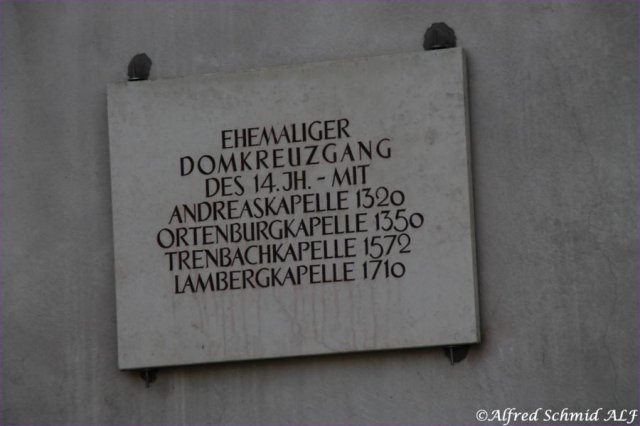 EHEMALIGER
DOMKREUZGANG
DES 14. JH. - MIT
ANDREASKAPELLE 1320
ORTENBURGKAPELLE 1350
TRENBACHKAPELLE 1572
LAMBERGKAPELLE 1710
©Alfred Schmid ALF